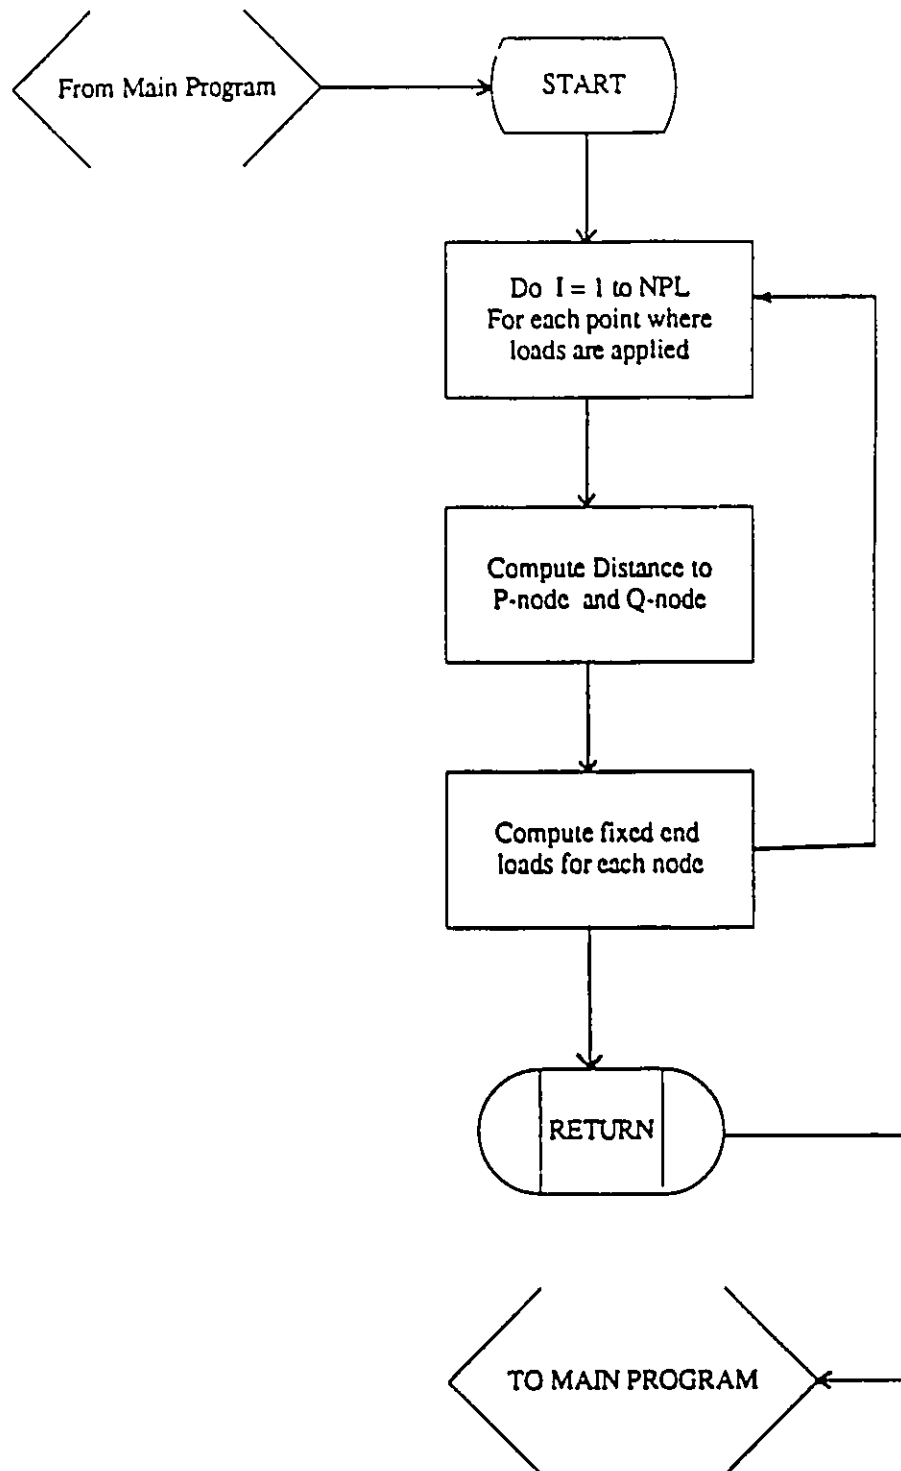 From Main Program
START
Do I = 1 to NPL
For each point where
loads are applied
Compute Distance to
P-node and Q-node
Compute fixed end
loads for each node
RETURN
TO MAIN PROGRAM